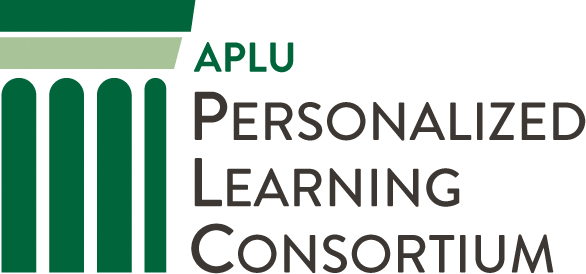 APLU
PERSONALIZED
LEARNING
CONSORTIUM